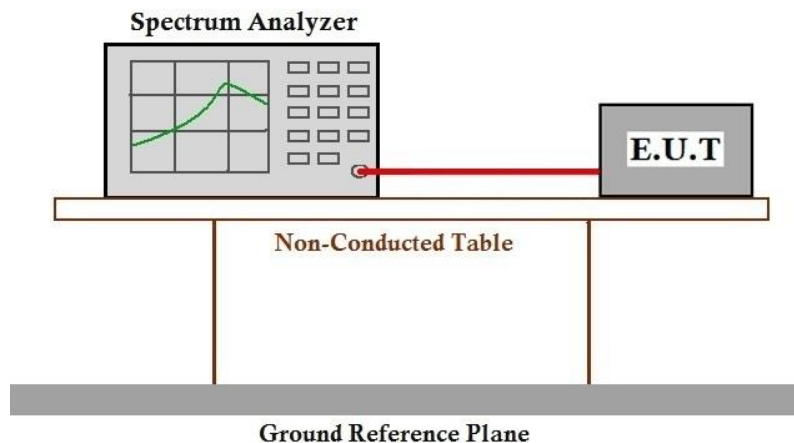 Spectrum Analyzer
E.U.T
Non-Conducted Table
Ground Reference Plane